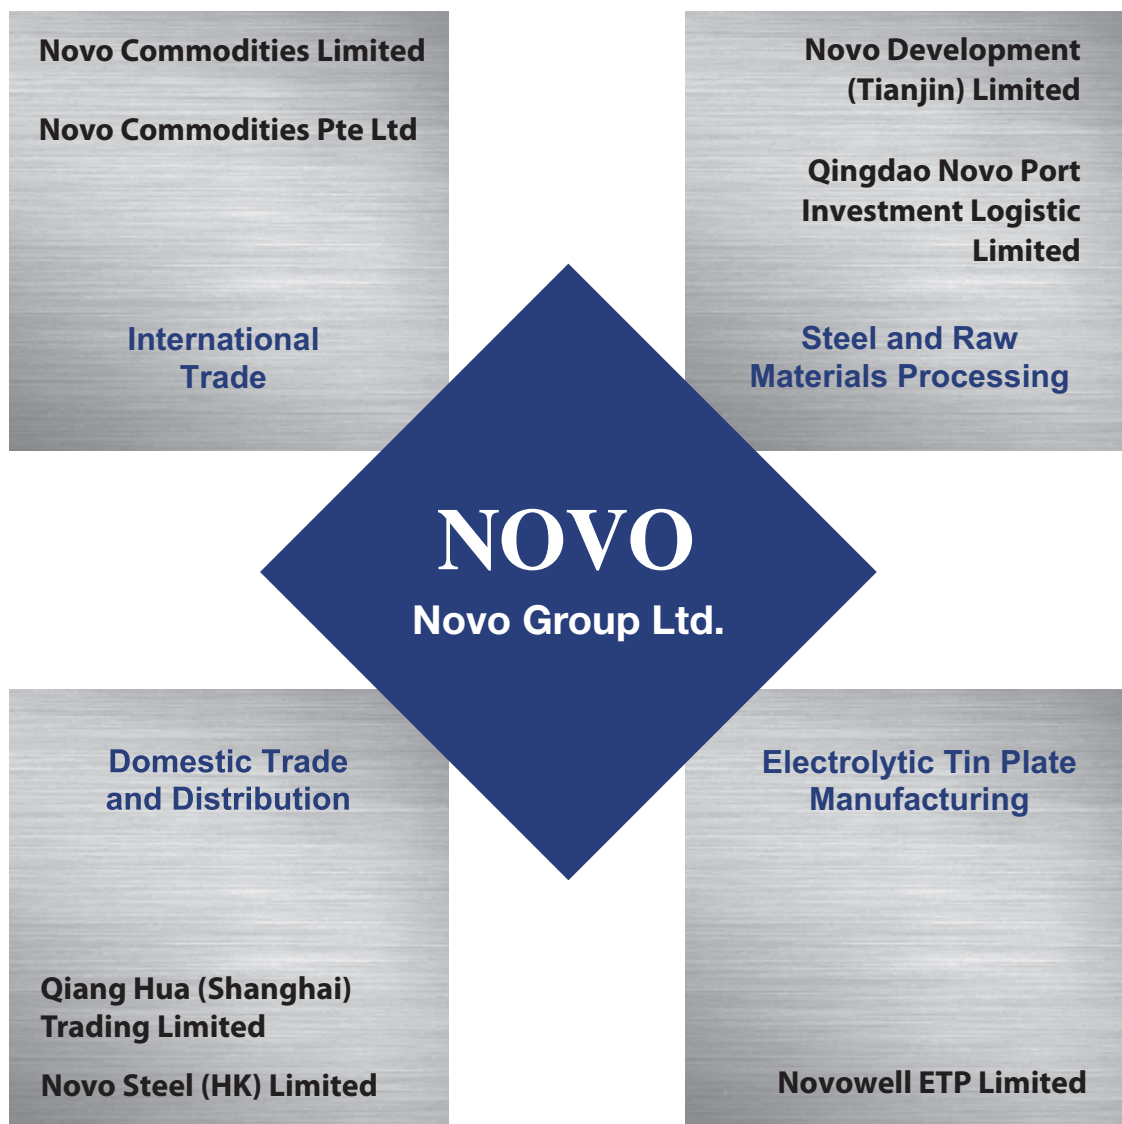 Novo Commodities Limited
Novo Commodities Pte Ltd
International
Trade
Novo Development
(Tianjin) Limited
Qingdao Novo Port
Investment Logistic
Limited
Steel and Raw
Materials Processing
NOVO
Novo Group Ltd.
Domestic Trade
and Distribution
Qiang Hua (Shanghai)
Trading Limited
Novo Steel (HK) Limited
Electrolytic Tin Plate
Manufacturing
Novowell ETP Limited